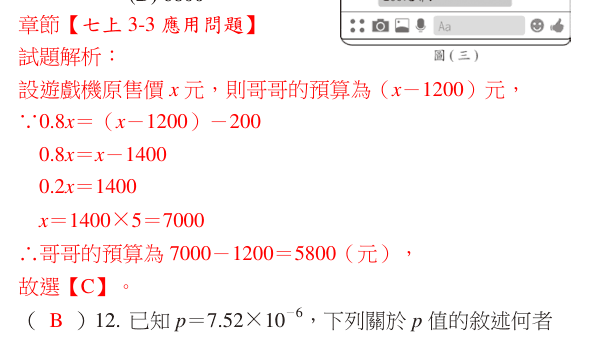 章節【七上 3-3 應用問題】
Aa
圖(三)
試題解析：
設遊戲機原售價 x 元，則哥哥的預算為（x－1200）元，
∵0.8x＝（x－1200）－200
0.8x＝x－1400
0.2x＝1400
x＝1400×5＝7000
∴哥哥的預算為 7000－1200＝5800（元），
故選【C】。
（ B ）12. 已知 p＝7.52×10⁻⁶，下列關於 p 值的敘述何者